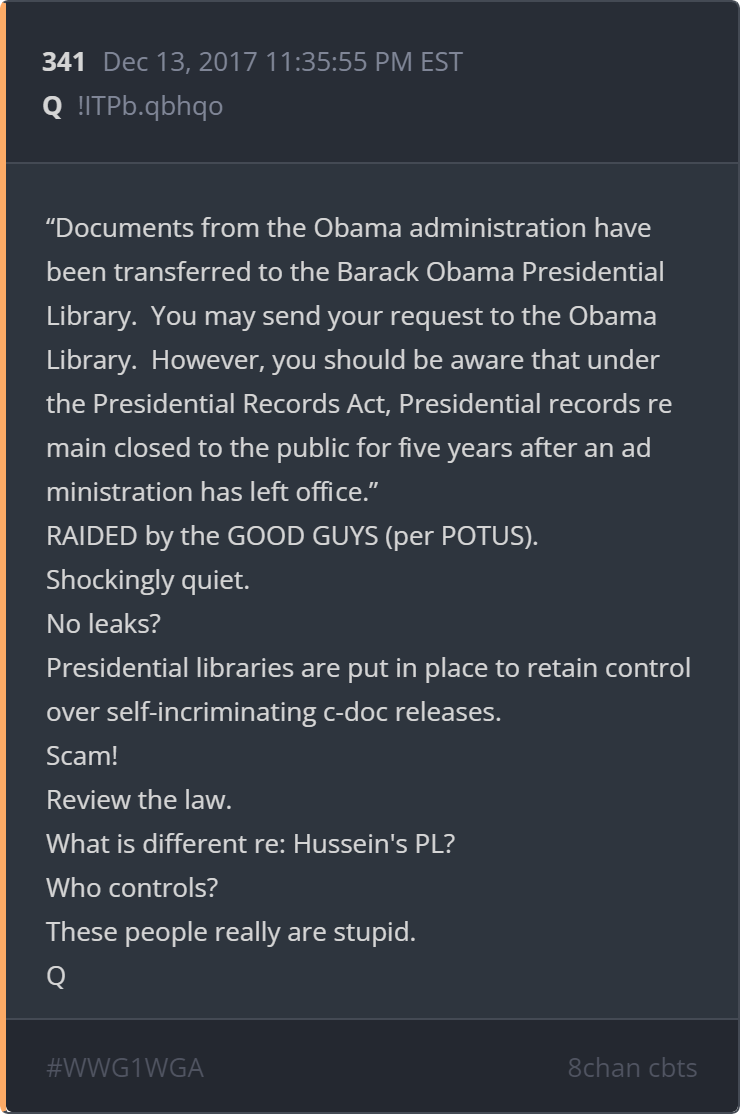 341 Dec 13, 2017 11:35:55 PM EST
Q !ITPb.qbhqo
“Documents from the Obama administration have
been transferred to the Barack Obama Presidential
Library.  You may send your request to the Obama
Library.  However, you should be aware that under
the Presidential Records Act, Presidential records re
main closed to the public for five years after an ad
ministration has left office.”
RAIDED by the GOOD GUYS (per POTUS).
Shockingly quiet.
No leaks?
Presidential libraries are put in place to retain control
over self-incriminating c-doc releases.
Scam!
Review the law.
What is different re: Hussein's PL?
Who controls?
These people really are stupid.
Q
#WWG1WGA 8chan cbts